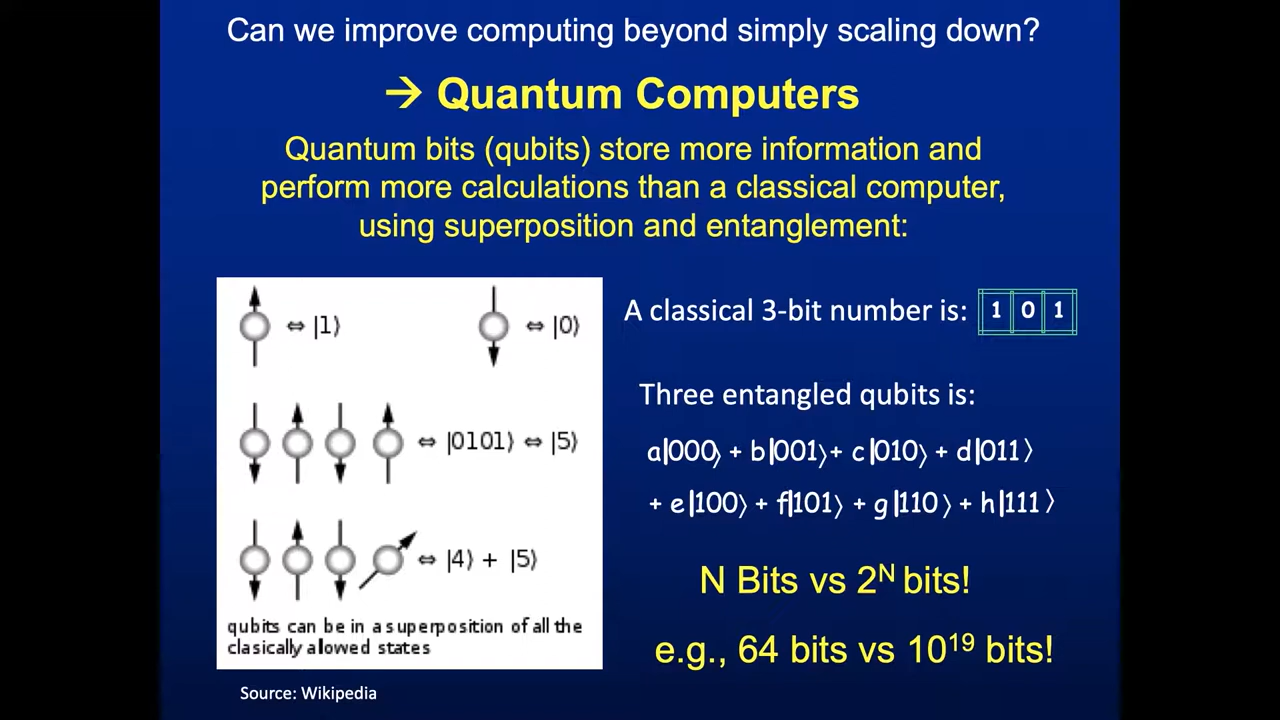 Can we improve computing beyond simply scaling down?
→ Quantum Computers
Quantum bits (qubits) store more information and
perform more calculations than a classical computer,
using superposition and entanglement:
⇔ |1⟩ ⇔ |0⟩
⇔ |0101⟩ ⇔ |5⟩
⇔ |4⟩ + |5⟩
qubits can be in a superposition of all the
clasically allowed states
Source: Wikipedia
A classical 3-bit number is: 1 0 1
Three entangled qubits is:
a|000⟩ + b|001⟩ + c|010⟩ + d|011⟩
+ e|100⟩ + f|101⟩ + g|110⟩ + h|111⟩
N Bits vs 2ᴺ bits!
e.g., 64 bits vs 10¹⁹ bits!